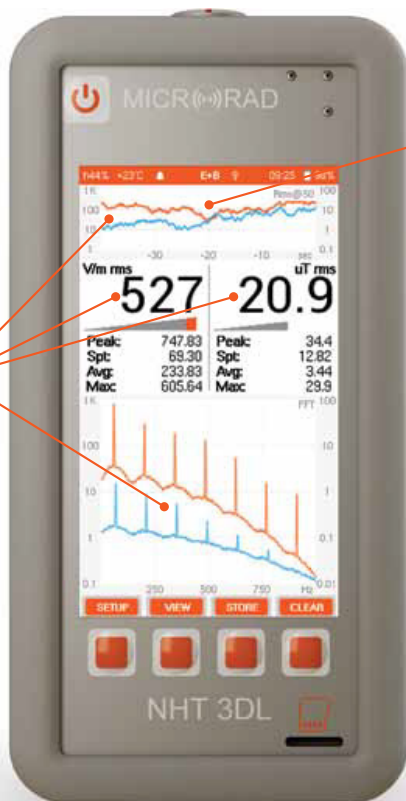 MICRORAD
h44% +23°C E+B 09:25
1K Rms@50 100
100 10
10 1
1 0.1
-30 -20 -10 sec
V/m rms uT rms
527 20.9
Peak: 747.83 Peak: 34.4
Spt: 69.30 Spt: 12.82
Avg: 233.83 Avg: 3.44
Max: 605.64 Max: 29.9
1K FFT 100
100 10
10 1
1 0.1
0.1 250 500 750 Hz 0.01
SETUP VIEW STORE CLEAR
NHT 3DL